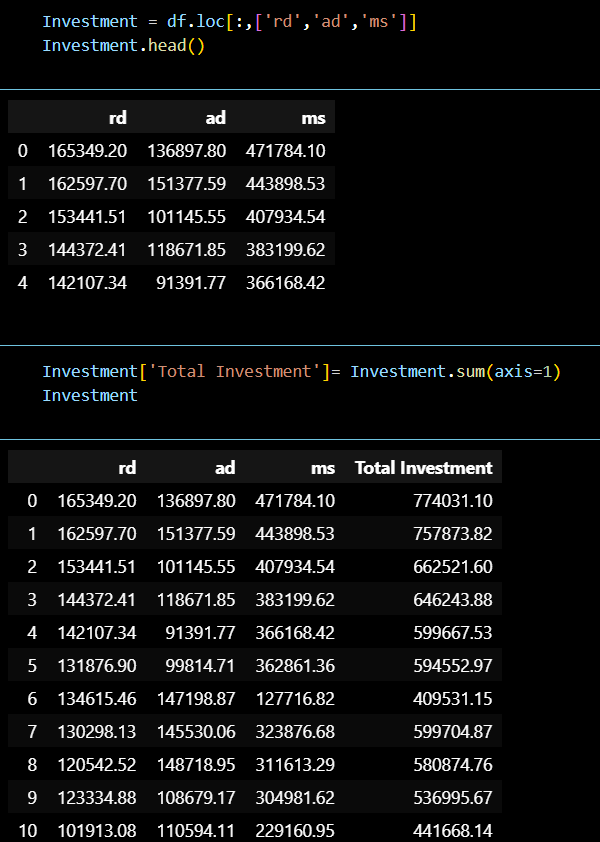 Investment = df.loc[:,['rd','ad','ms']]
Investment.head()
rd ad ms
0 165349.20 136897.80 471784.10
1 162597.70 151377.59 443898.53
2 153441.51 101145.55 407934.54
3 144372.41 118671.85 383199.62
4 142107.34 91391.77 366168.42
Investment['Total Investment']= Investment.sum(axis=1)
Investment
rd ad ms Total Investment
0 165349.20 136897.80 471784.10 774031.10
1 162597.70 151377.59 443898.53 757873.82
2 153441.51 101145.55 407934.54 662521.60
3 144372.41 118671.85 383199.62 646243.88
4 142107.34 91391.77 366168.42 599667.53
5 131876.90 99814.71 362861.36 594552.97
6 134615.46 147198.87 127716.82 409531.15
7 130298.13 145530.06 323876.68 599704.87
8 120542.52 148718.95 311613.29 580874.76
9 123334.88 108679.17 304981.62 536995.67
10 101913.08 110594.11 229160.95 441668.14